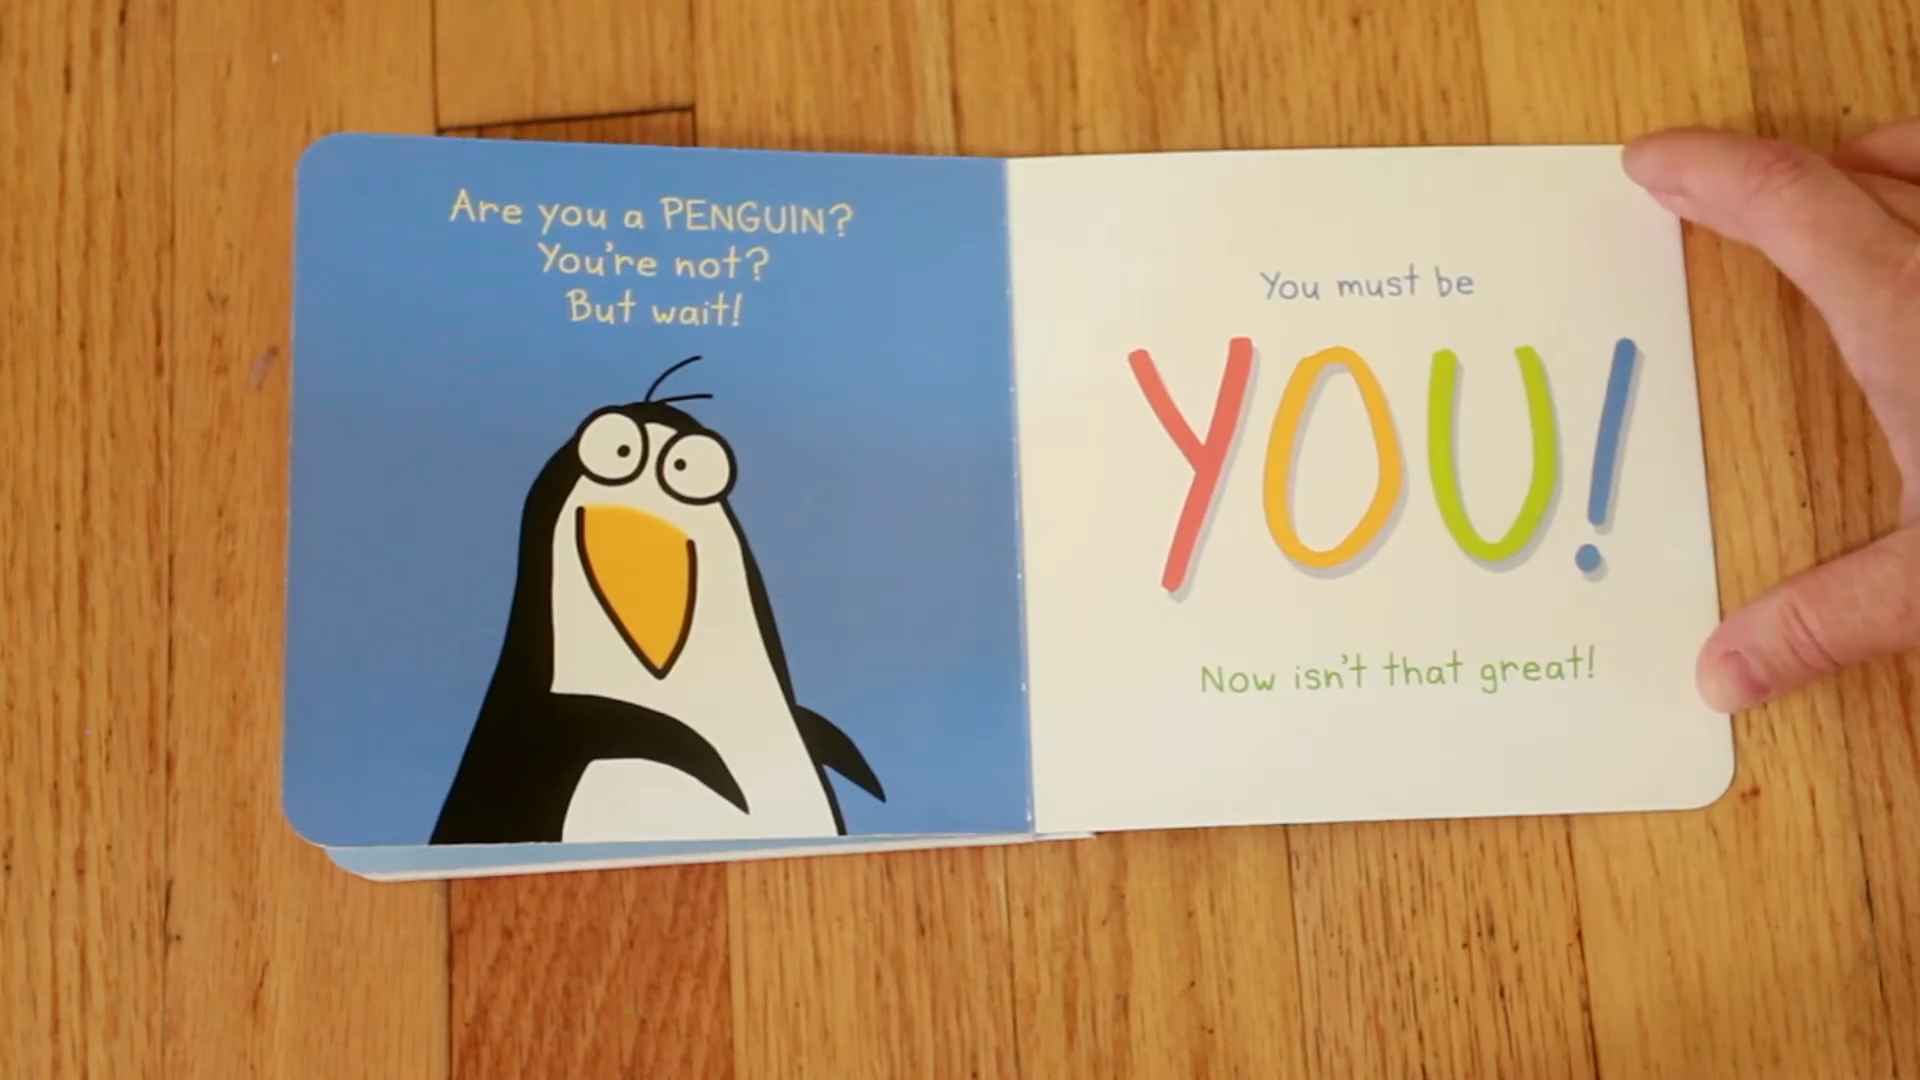 Are you a PENGUIN?
You're not?
But wait!
You must be
YOU!
Now isn't that great!